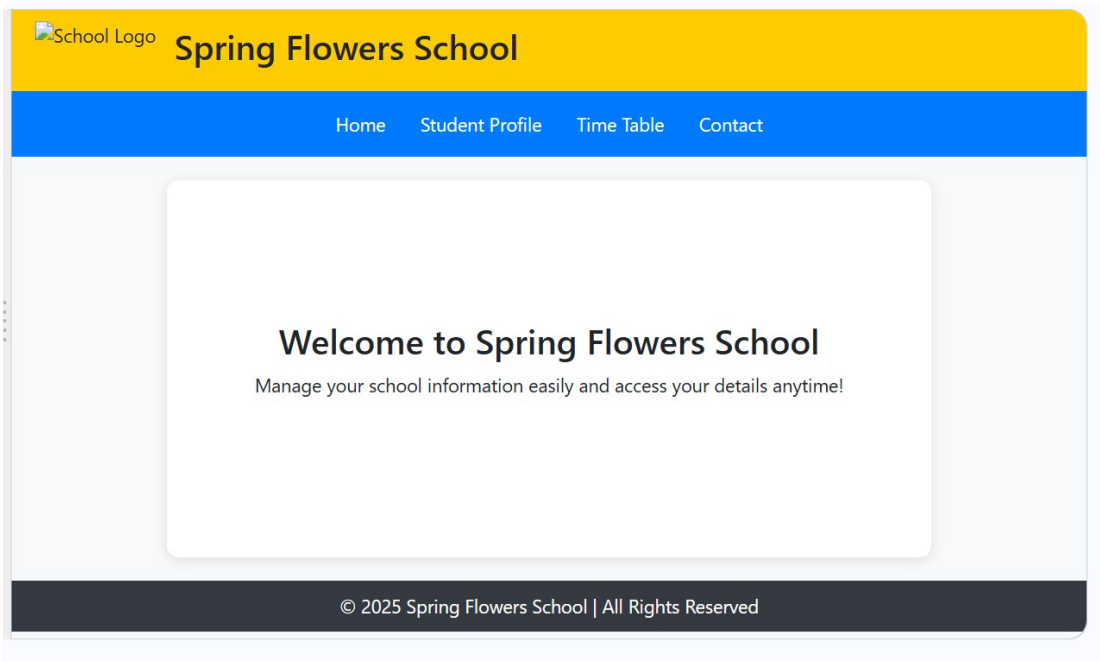 School Logo
Spring Flowers School
Home Student Profile Time Table Contact
Welcome to Spring Flowers School
Manage your school information easily and access your details anytime!
© 2025 Spring Flowers School | All Rights Reserved